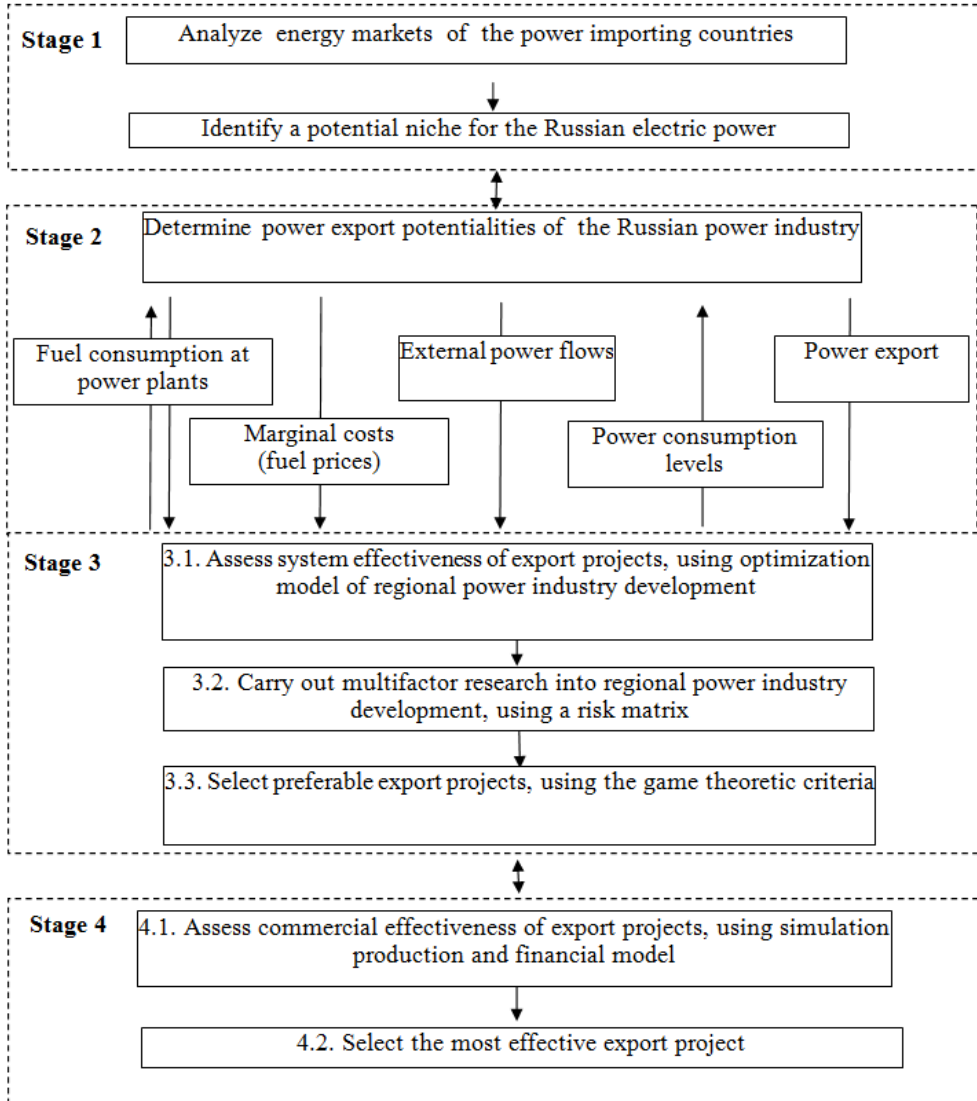 Stage 1
Analyze energy markets of the power importing countries
Identify a potential niche for the Russian electric power
Stage 2
Determine power export potentialities of the Russian power industry
Fuel consumption at
power plants
External power flows
Power export
Marginal costs
(fuel prices)
Power consumption
levels
Stage 3
3.1. Assess system effectiveness of export projects, using optimization
model of regional power industry development
3.2. Carry out multifactor research into regional power industry
development, using a risk matrix
3.3. Select preferable export projects, using the game theoretic criteria
Stage 4
4.1. Assess commercial effectiveness of export projects, using simulation
production and financial model
4.2. Select the most effective export project